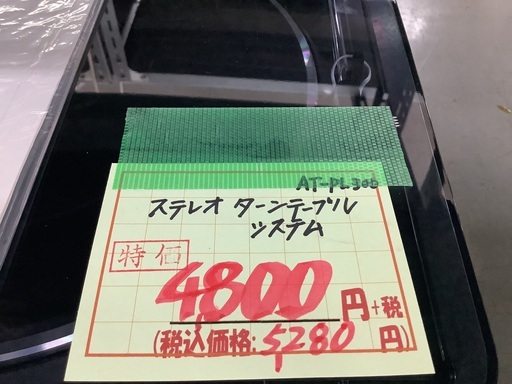 AT-PL300
ステレオ ターンテーブル
システム
特価
4800円+税
(税込価格:5,280円)